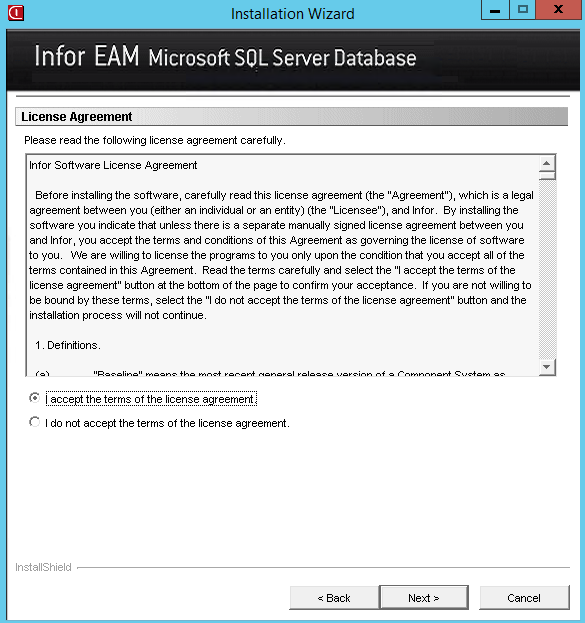 Installation Wizard
Infor EAM Microsoft SQL Server Database
License Agreement
Please read the following license agreement carefully.
Infor Software License Agreement
Before installing the software, carefully read this license agreement (the "Agreement"), which is a legal
agreement between you (either an individual or an entity) (the "Licensee"), and Infor. By installing the
software you indicate that unless there is a separate manually signed license agreement between you
and Infor, you accept the terms and conditions of this Agreement as governing the license of software
to you. We are willing to license the programs to you only upon the condition that you accept all of the
terms contained in this Agreement. Read the terms carefully and select the "I accept the terms of the
license agreement" button at the bottom of the page to confirm your acceptance. If you are not willing to
be bound by these terms, select the "I do not accept the terms of the license agreement" button and the
installation process will not continue.
1. Definitions.
(a) "Baseline" means the most recent general release version of a Component System as
I accept the terms of the license agreement.
I do not accept the terms of the license agreement.
InstallShield
< Back
Next >
Cancel